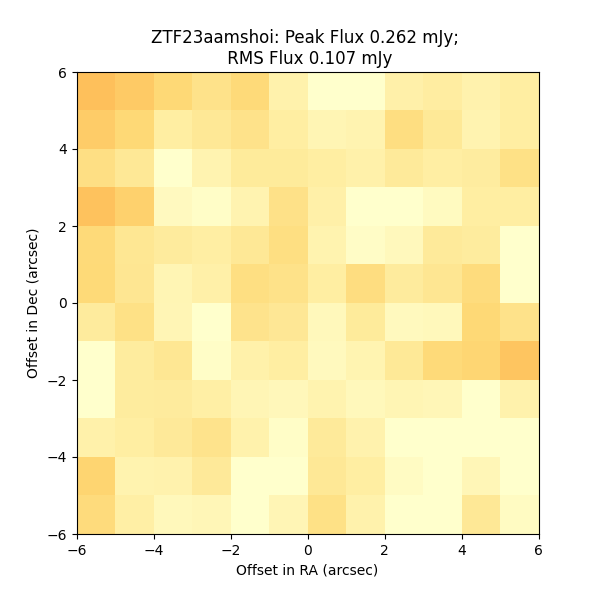 ZTF23aamshoi: Peak Flux 0.262 mJy;
RMS Flux 0.107 mJy
6
4
2
0
−2
−4
−6
Offset in Dec (arcsec)
−6 −4 −2 0 2 4 6
Offset in RA (arcsec)